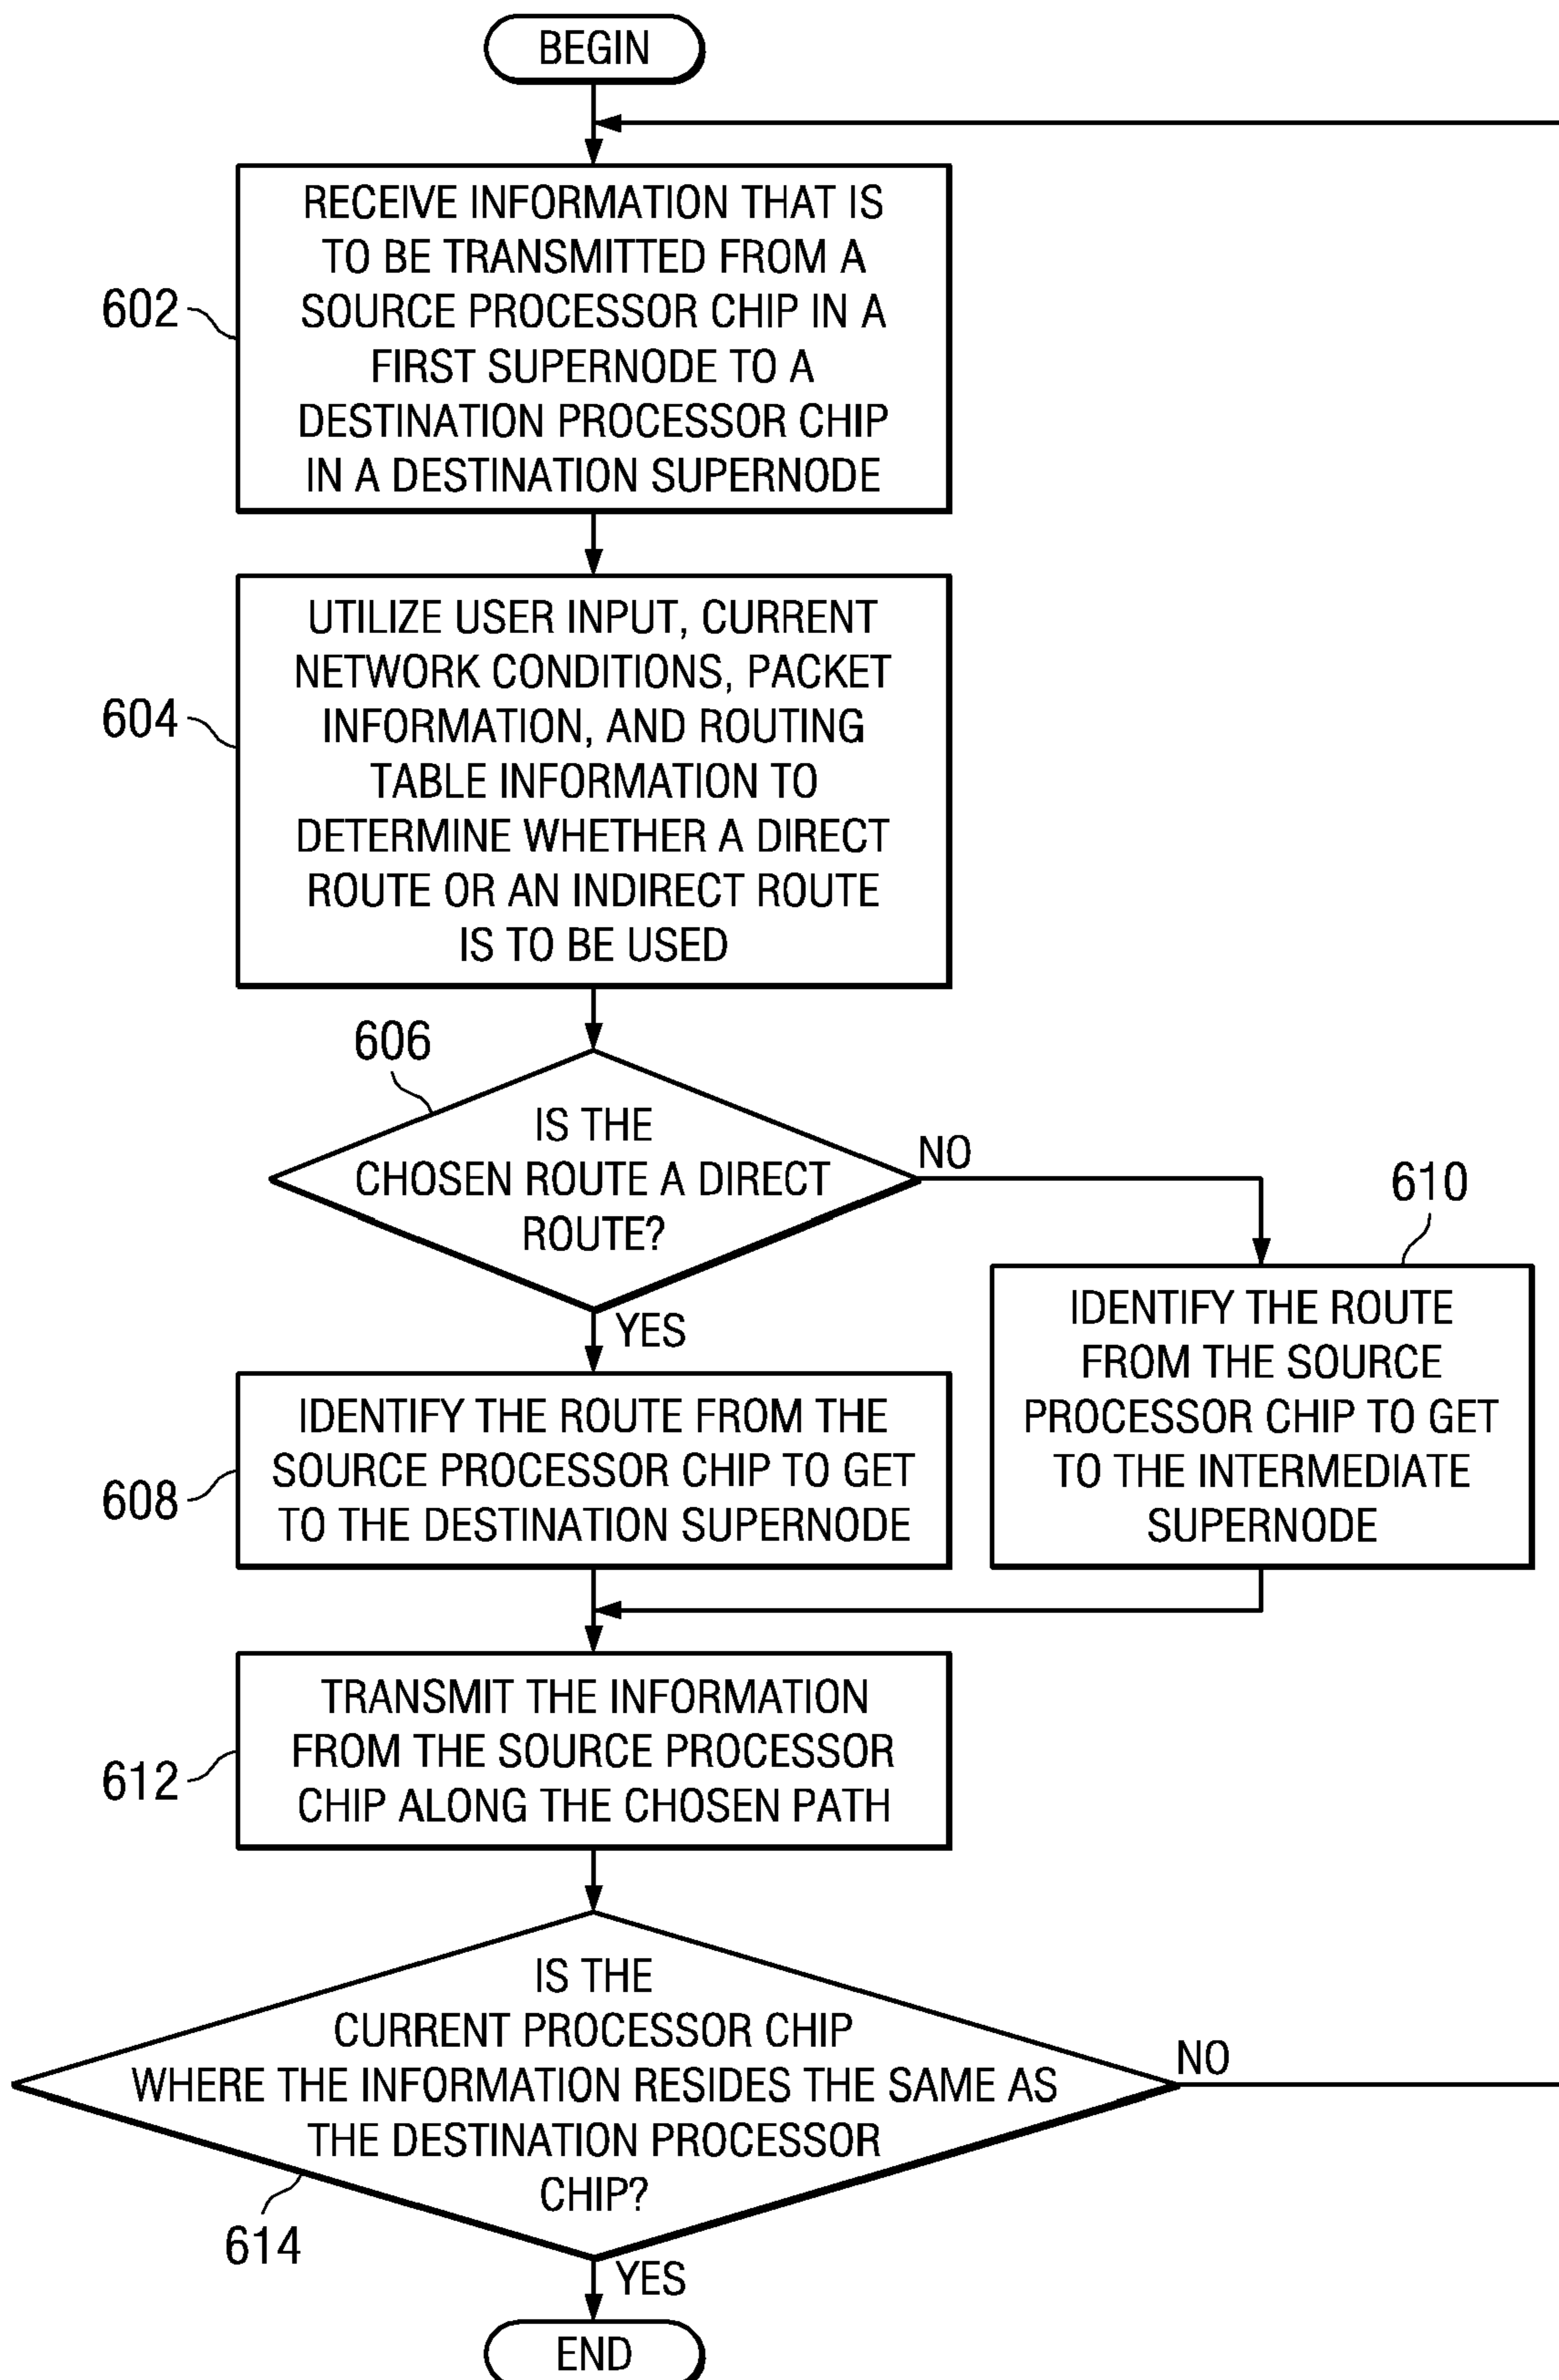 BEGIN
602
RECEIVE INFORMATION THAT IS
TO BE TRANSMITTED FROM A
SOURCE PROCESSOR CHIP IN A
FIRST SUPERNODE TO A
DESTINATION PROCESSOR CHIP
IN A DESTINATION SUPERNODE
604
UTILIZE USER INPUT, CURRENT
NETWORK CONDITIONS, PACKET
INFORMATION, AND ROUTING
TABLE INFORMATION TO
DETERMINE WHETHER A DIRECT
ROUTE OR AN INDIRECT ROUTE
IS TO BE USED
606
IS THE
CHOSEN ROUTE A DIRECT
ROUTE?
NO
YES
610
IDENTIFY THE ROUTE
FROM THE SOURCE
PROCESSOR CHIP TO GET
TO THE INTERMEDIATE
SUPERNODE
608
IDENTIFY THE ROUTE FROM THE
SOURCE PROCESSOR CHIP TO GET
TO THE DESTINATION SUPERNODE
612
TRANSMIT THE INFORMATION
FROM THE SOURCE PROCESSOR
CHIP ALONG THE CHOSEN PATH
IS THE
CURRENT PROCESSOR CHIP
WHERE THE INFORMATION RESIDES THE SAME AS
THE DESTINATION PROCESSOR
CHIP?
NO
614
YES
END